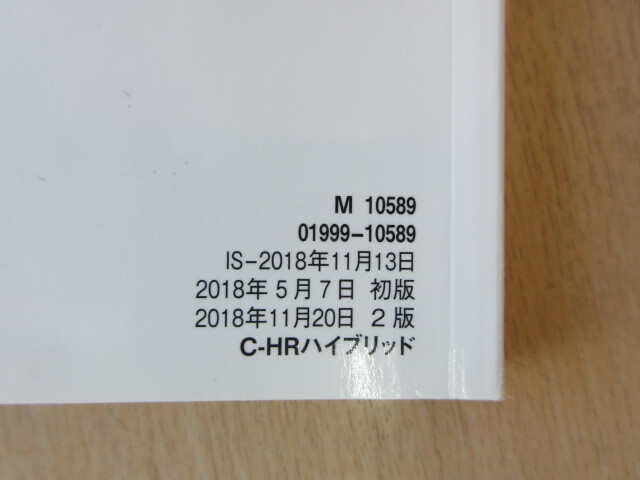 M 10589
01999-10589
IS-2018年11月13日
2018年 5月 7日 初版
2018年11月20日 2 版
C-HRハイブリッド